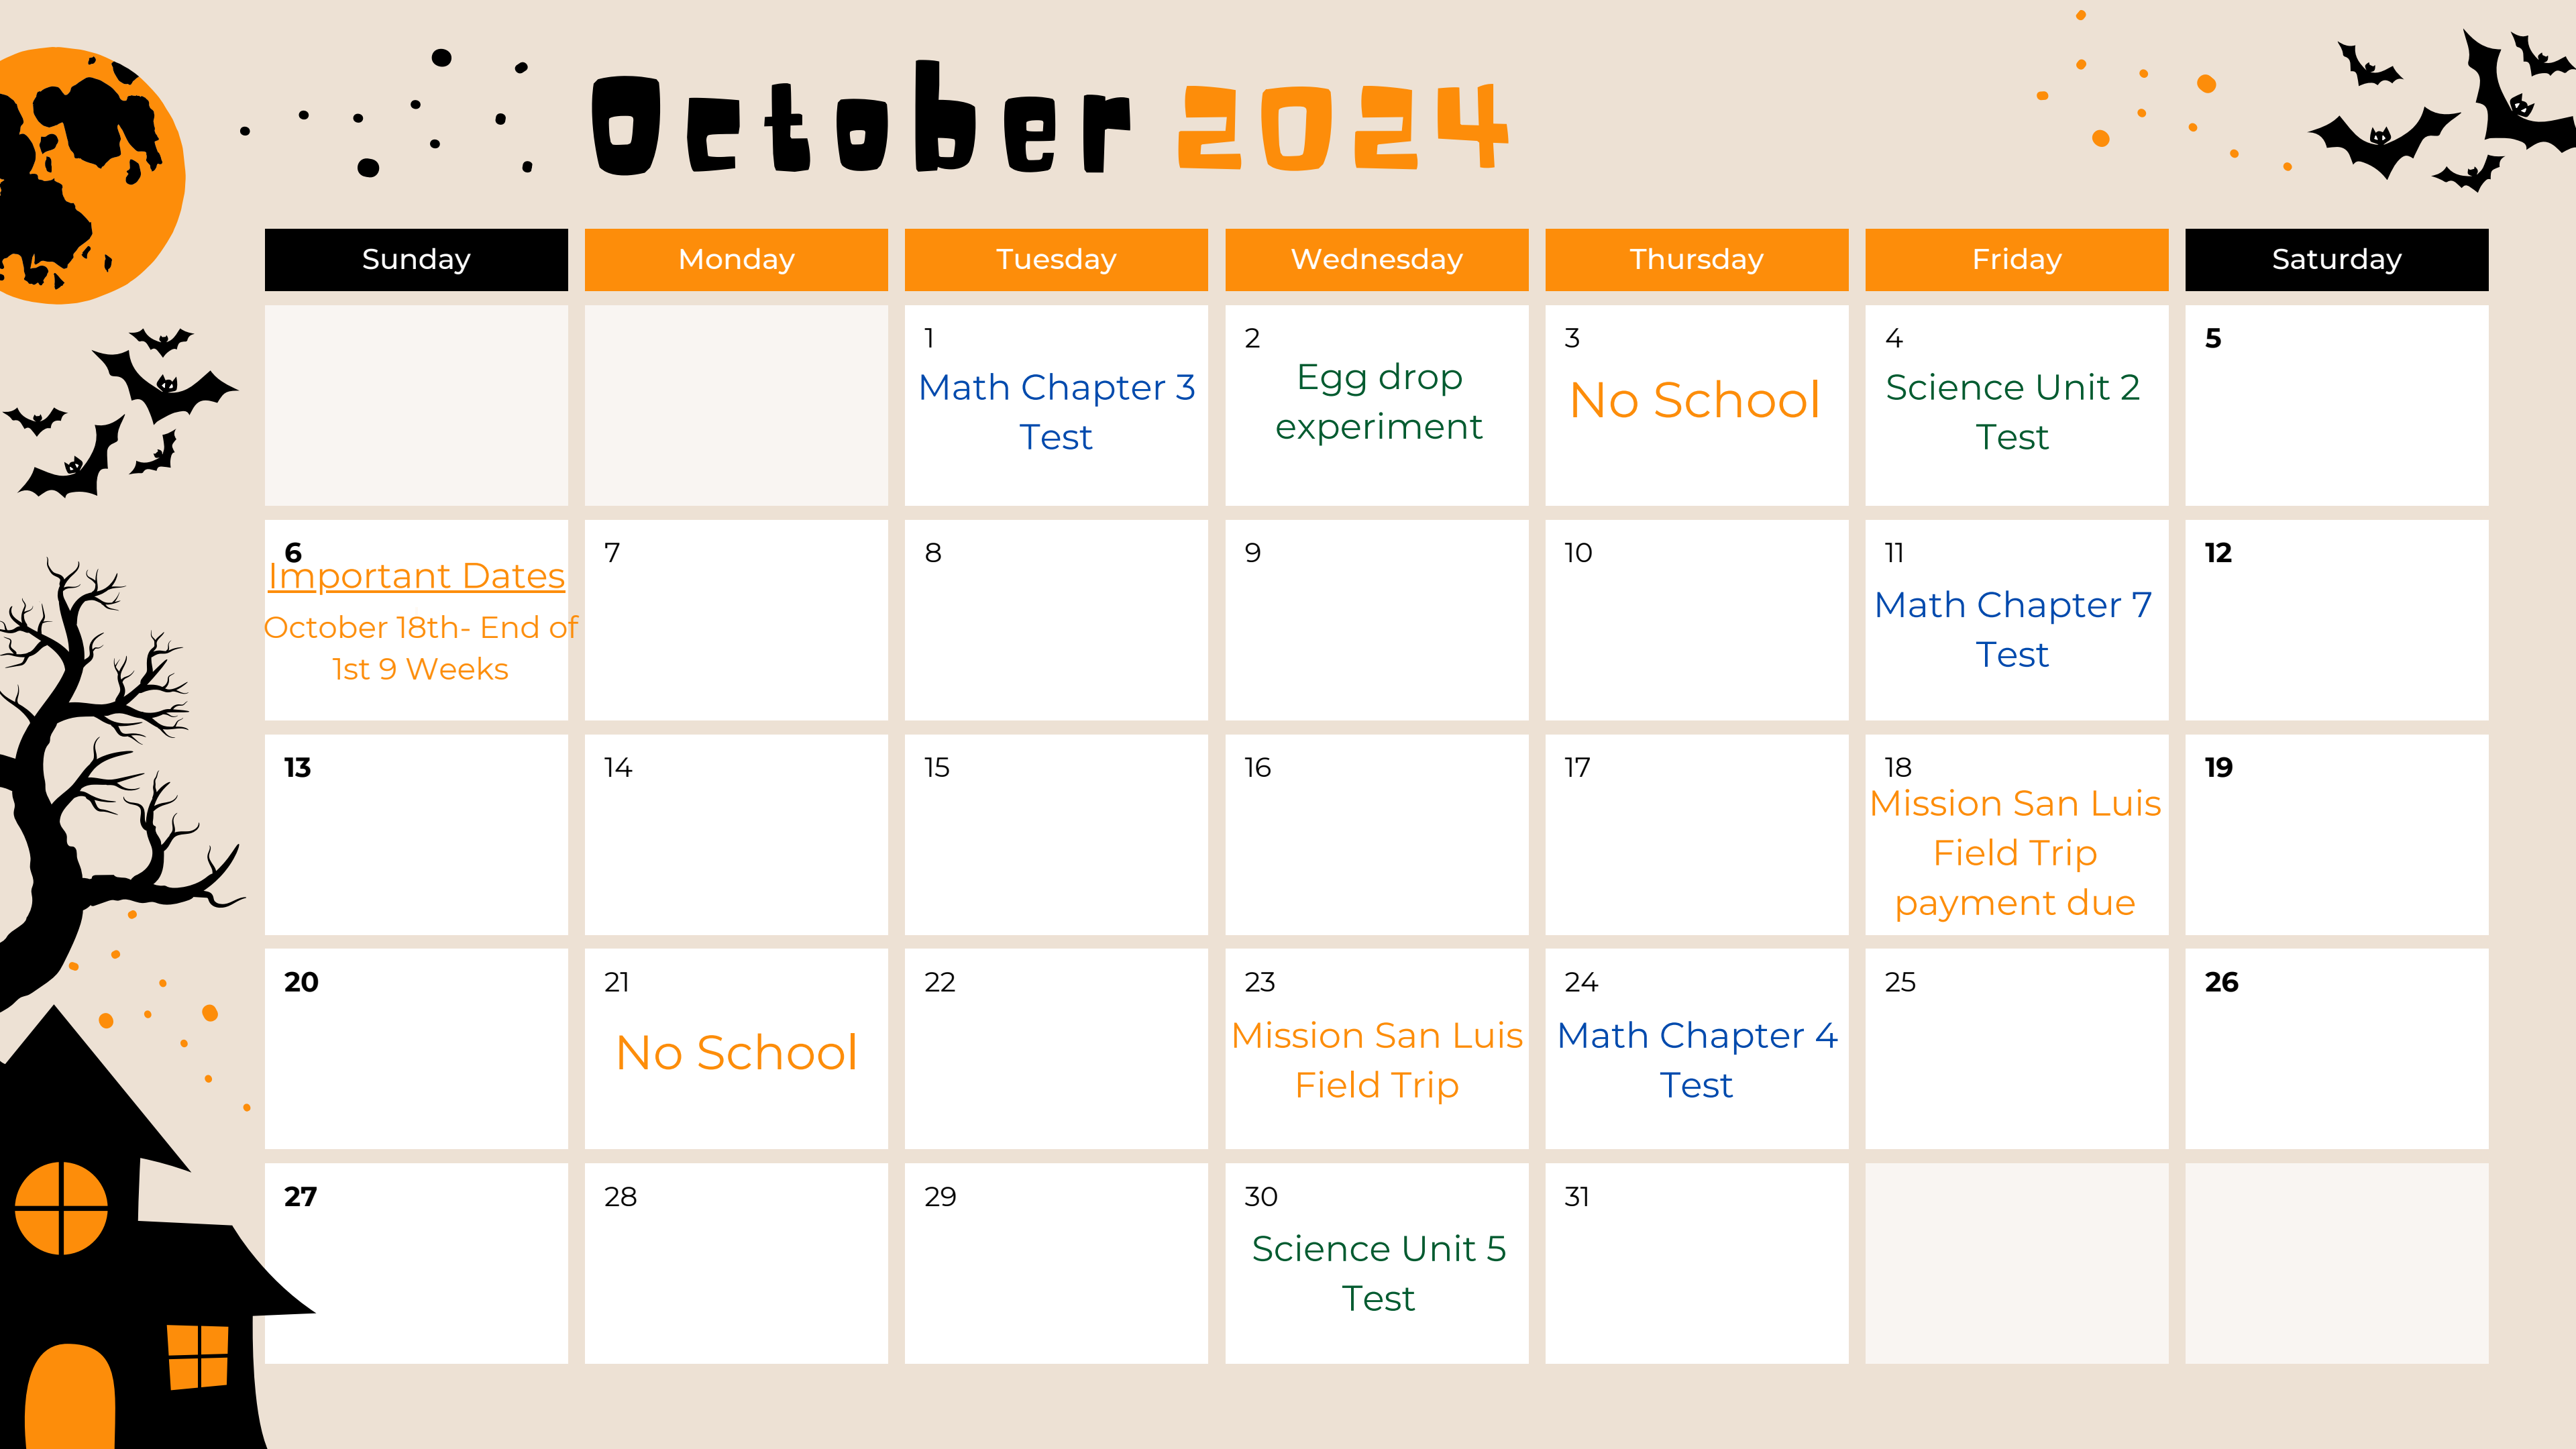 October 2024
Sunday Monday Tuesday Wednesday Thursday Friday Saturday
1
Math Chapter 3
Test
2
Egg drop
experiment
3
No School
4
Science Unit 2
Test
5
6
Important Dates
October 18th- End of
1st 9 Weeks
7
8
9
10
11
Math Chapter 7
Test
12
13
14
15
16
17
18
Mission San Luis
Field Trip
payment due
19
20
21
No School
22
23
Mission San Luis
Field Trip
24
Math Chapter 4
Test
25
26
27
28
29
30
Science Unit 5
Test
31